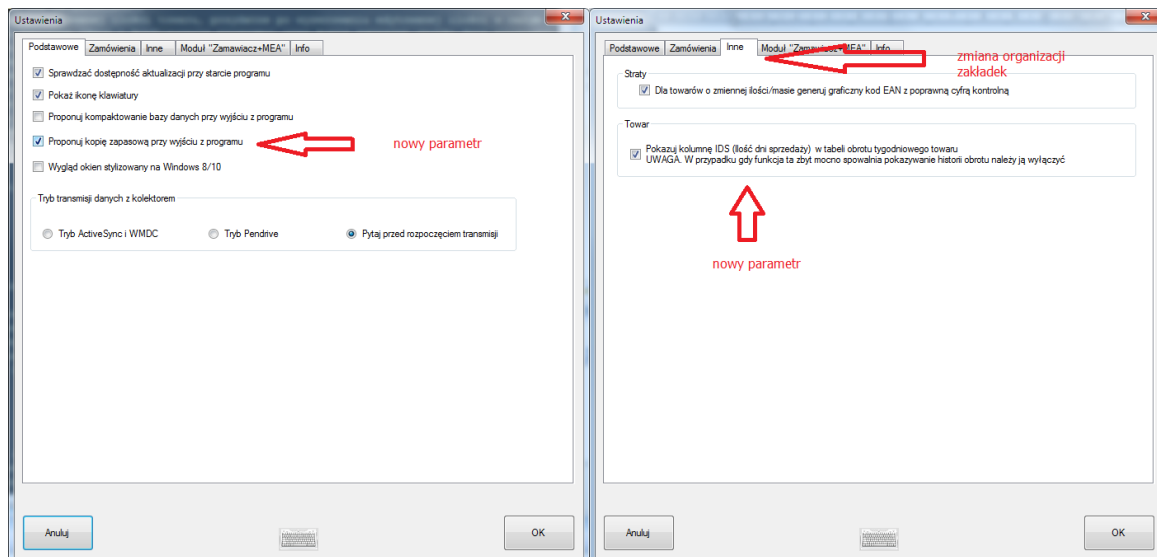 Ustawienia
Podstawowe Zamówienia Inne Moduł "Zamawiacz+MEA" Info
Sprawdzać dostępność aktualizacji przy starcie programu
Pokaż ikonę klawiatury
Proponuj kompaktowanie bazy danych przy wyjściu z programu
Proponuj kopię zapasową przy wyjściu z programu
nowy parametr
Wygląd okien stylizowany na Windows 8/10
Tryb transmisji danych z kolektorem
Tryb ActiveSync i WMDC Tryb Pendrive Pytaj przed rozpoczęciem transmisji
Anuluj OK
Ustawienia
Podstawowe Zamówienia Inne Moduł "Zamawiacz+MEA" Info
zmiana organizacji
zakładek
Straty
Dla towarów o zmiennej ilości/masie generuj graficzny kod EAN z poprawną cyfrą kontrolną
Towar
Pokazuj kolumnę IDS (Ilość dni sprzedaży) w tabeli obrotu tygodniowego towaru
UWAGA. W przypadku gdy funkcja ta zbyt mocno spowalnia pokazywanie historii obrotu należy ją wyłączyć
nowy parametr
Anuluj OK